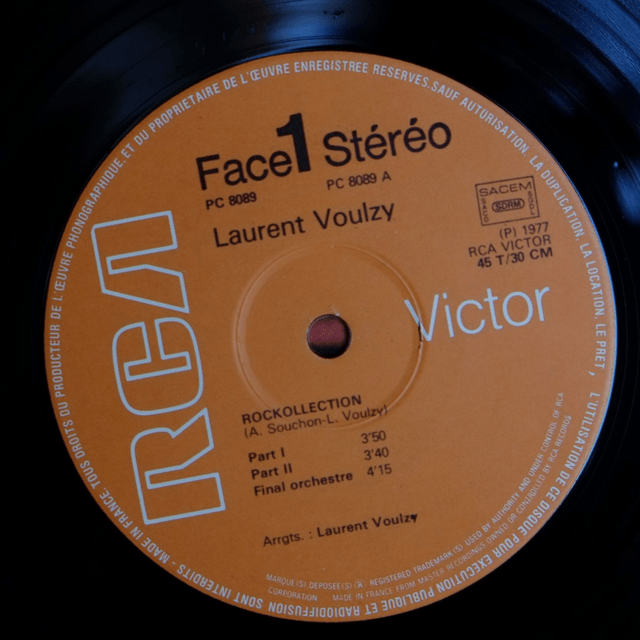 TOUS DROITS DU PRODUCTEUR DE L'ŒUVRE PHONOGRAPHIQUE ET DU PROPRIETAIRE DE L'ŒUVRE ENREGISTREE RESERVES. SAUF AUTORISATION, LA DUPLICATION, LA LOCATION, LE PRET, L'UTILISATION DE CE DISQUE POUR EXECUTION PUBLIQUE ET RADIODIFFUSION SONT INTERDITS - MADE IN FRANCE
Face 1 Stéréo
PC 8089
PC 8089 A
Laurent Voulzy
SACEM
SDRM
(P) 1977
RCA VICTOR
45 T/30 CM
RCA
Victor
ROCKOLLECTION
(A. Souchon-L. Voulzy)
Part I 3'50
Part II 3'40
Final orchestre 4'15
Arrgts. : Laurent Voulzy
MARQUE(S) DEPOSEE(S) ® REGISTERED TRADEMARK(S) USED BY AUTHORITY AND UNDER CONTROL OF RCA
CORPORATION MADE IN FRANCE FROM MASTER RECORDINGS OWNED OR CONTROLLED BY RCA RECORDS